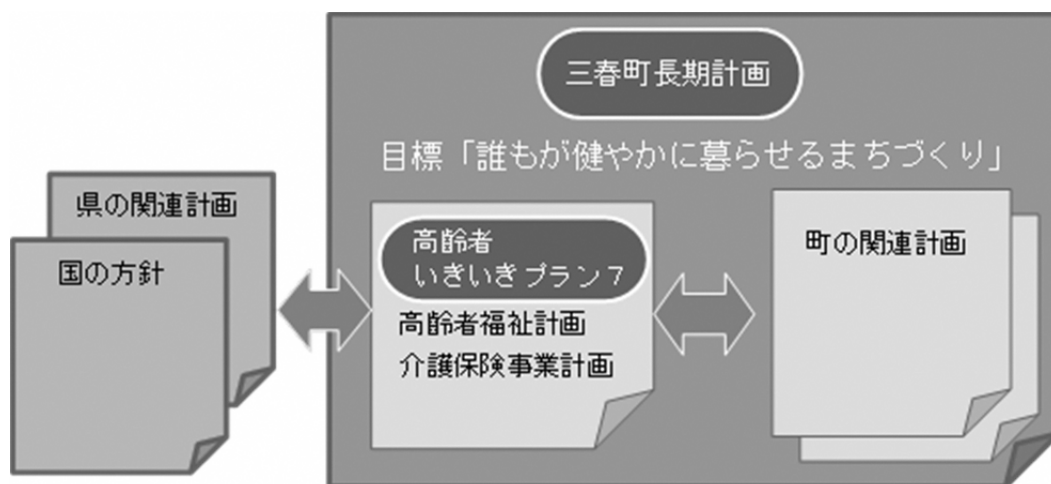 三春町長期計画
目標「誰もが健やかに暮らせるまちづくり」
県の関連計画
国の方針
高齢者
いきいきプラン７
高齢者福祉計画
介護保険事業計画
町の関連計画